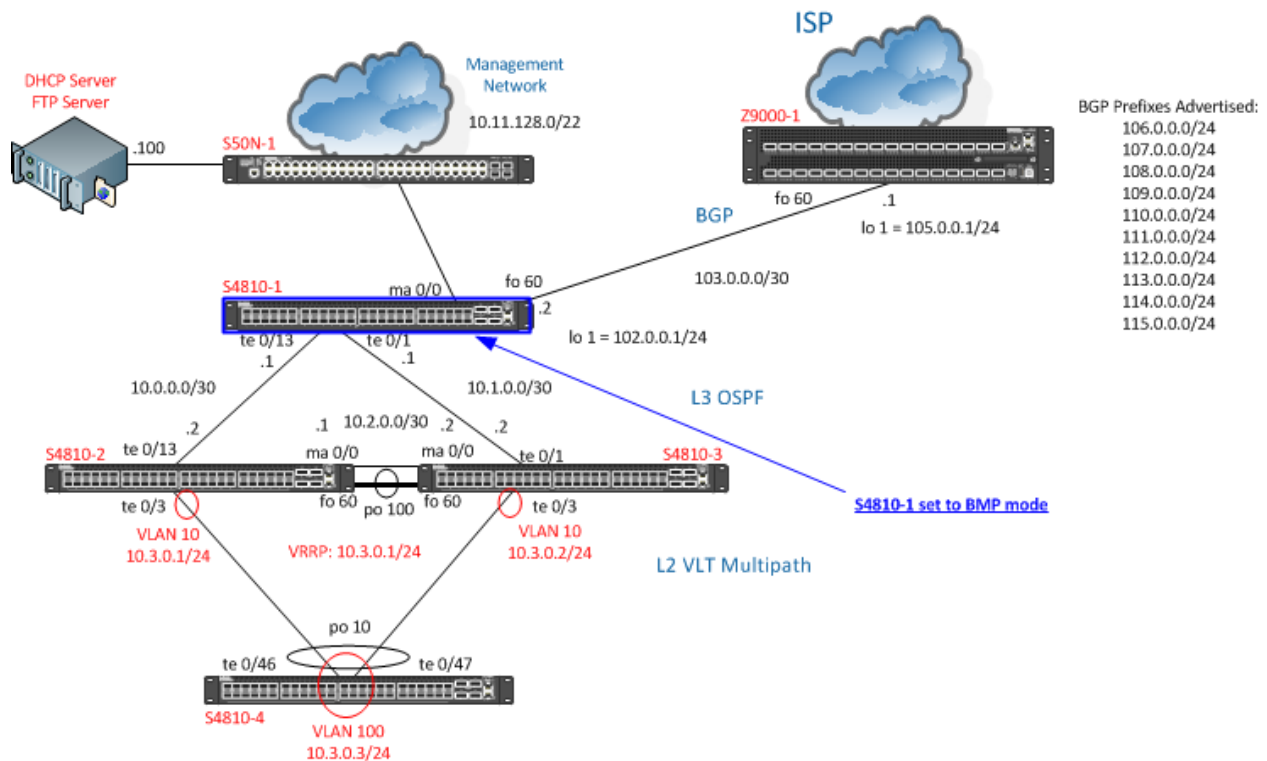 ISP
DHCP Server
FTP Server
Management
Network
10.11.128.0/22
.100
S50N-1
Z9000-1
BGP Prefixes Advertised:
106.0.0.0/24
107.0.0.0/24
108.0.0.0/24
109.0.0.0/24
110.0.0.0/24
111.0.0.0/24
112.0.0.0/24
113.0.0.0/24
114.0.0.0/24
115.0.0.0/24
fo 60
.1
lo 1 = 105.0.0.1/24
BGP
103.0.0.0/30
S4810-1
ma 0/0
fo 60
.2
lo 1 = 102.0.0.1/24
te 0/13
te 0/1
.1
.1
10.0.0.0/30
10.1.0.0/30
L3 OSPF
.2
.1
10.2.0.0/30
.2
.2
S4810-2
te 0/13
ma 0/0
ma 0/0
te 0/1
S4810-3
te 0/3
fo 60
po 100
fo 60
te 0/3
S4810-1 set to BMP mode
VLAN 10
10.3.0.1/24
VRRP: 10.3.0.1/24
VLAN 10
10.3.0.2/24
L2 VLT Multipath
po 10
te 0/46
te 0/47
S4810-4
VLAN 100
10.3.0.3/24